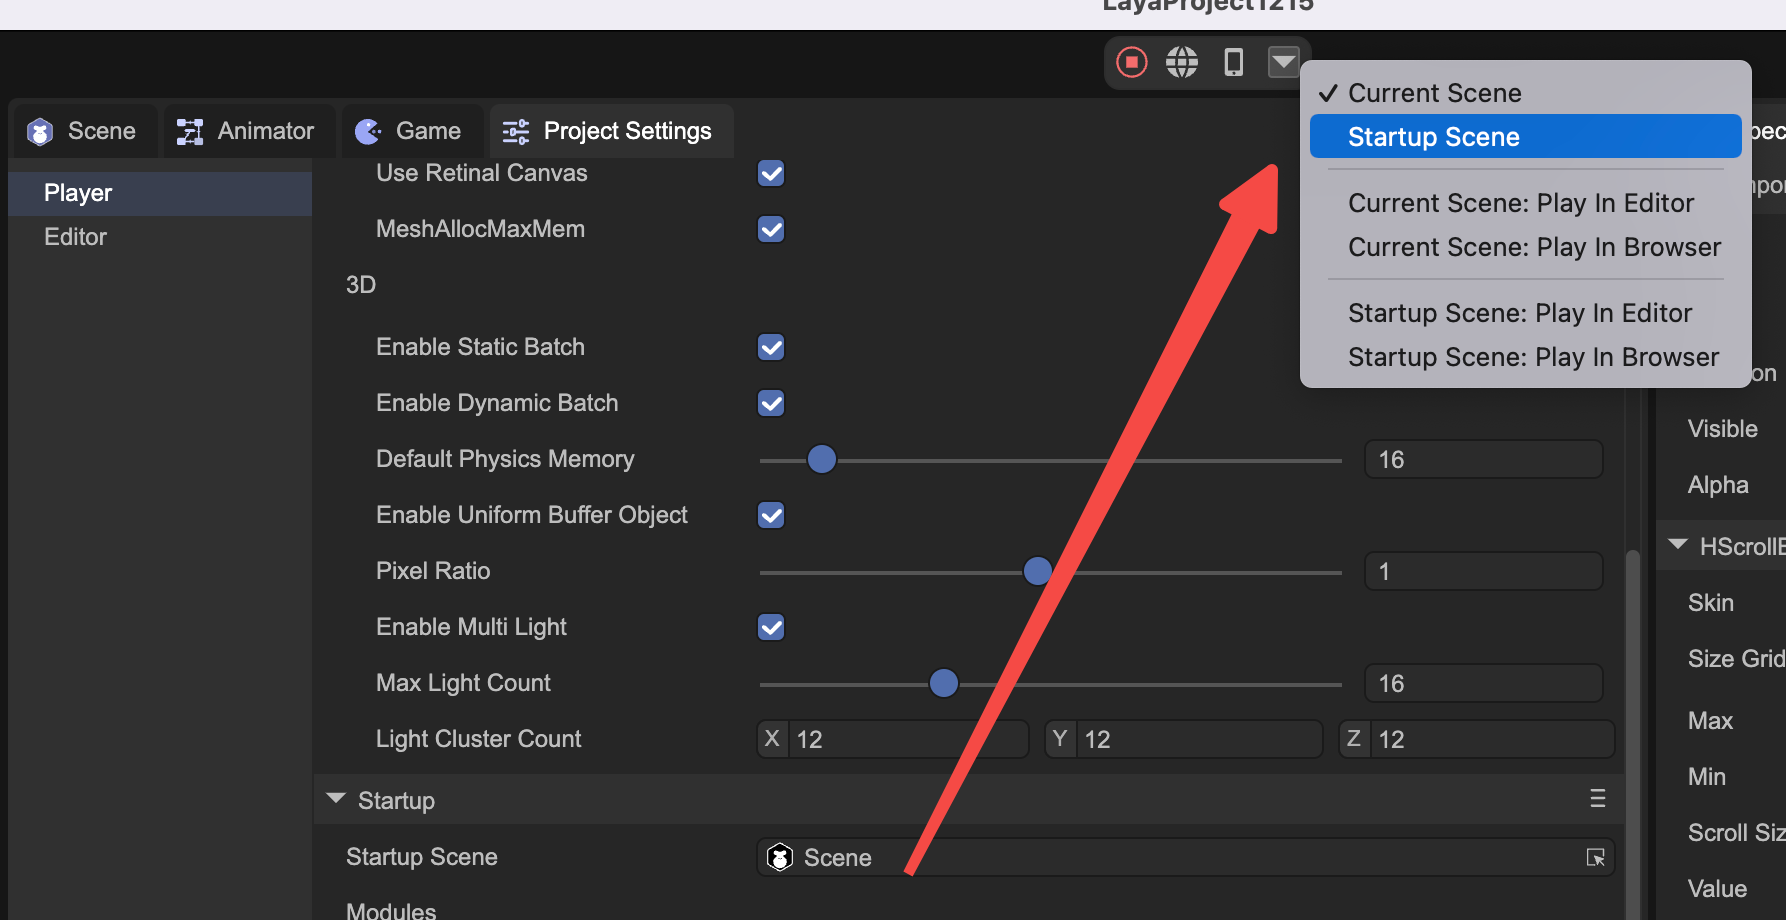 LayaProject1215
Scene
Animator
Game
Project Settings
Current Scene
Startup Scene
Current Scene: Play In Editor
Current Scene: Play In Browser
Startup Scene: Play In Editor
Startup Scene: Play In Browser
Player
Editor
Use Retinal Canvas
MeshAllocMaxMem
3D
Enable Static Batch
Enable Dynamic Batch
Default Physics Memory
16
Enable Uniform Buffer Object
Pixel Ratio
1
Enable Multi Light
Max Light Count
16
Light Cluster Count
X 12
Y 12
Z 12
Startup
Startup Scene
Scene
Modules
Visible
Alpha
HScroll
Skin
Size Grid
Max
Min
Scroll Siz
Value